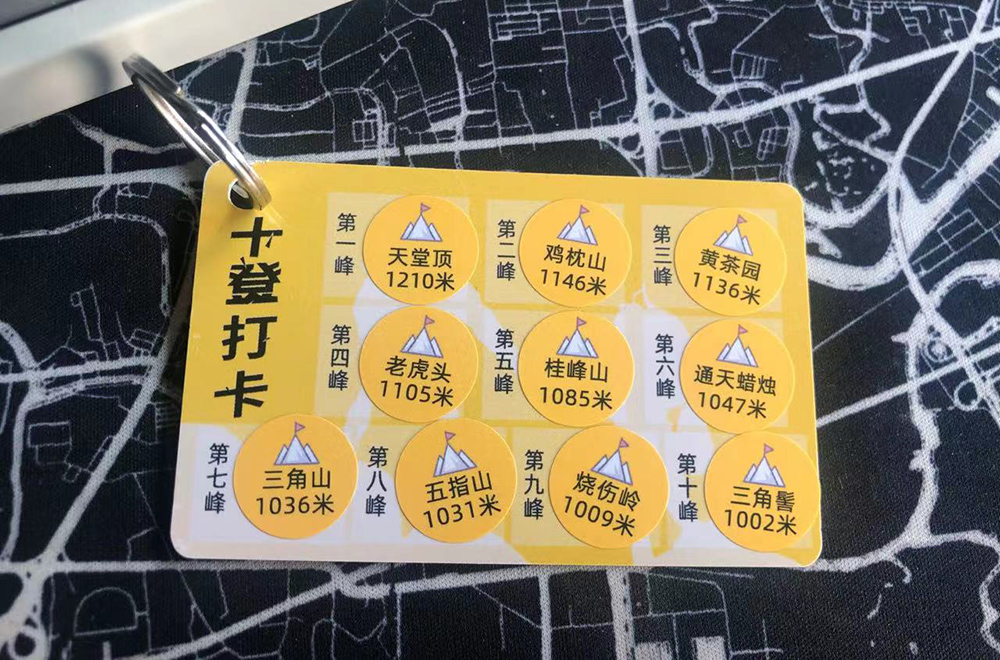 十登打卡
第一峰
天堂顶
1210米
第二峰
鸡枕山
1146米
第三峰
黄茶园
1136米
第四峰
老虎头
1105米
第五峰
桂峰山
1085米
第六峰
通天蜡烛
1047米
第七峰
三角山
1036米
第八峰
五指山
1031米
第九峰
烧伤岭
1009米
第十峰
三角髻
1002米